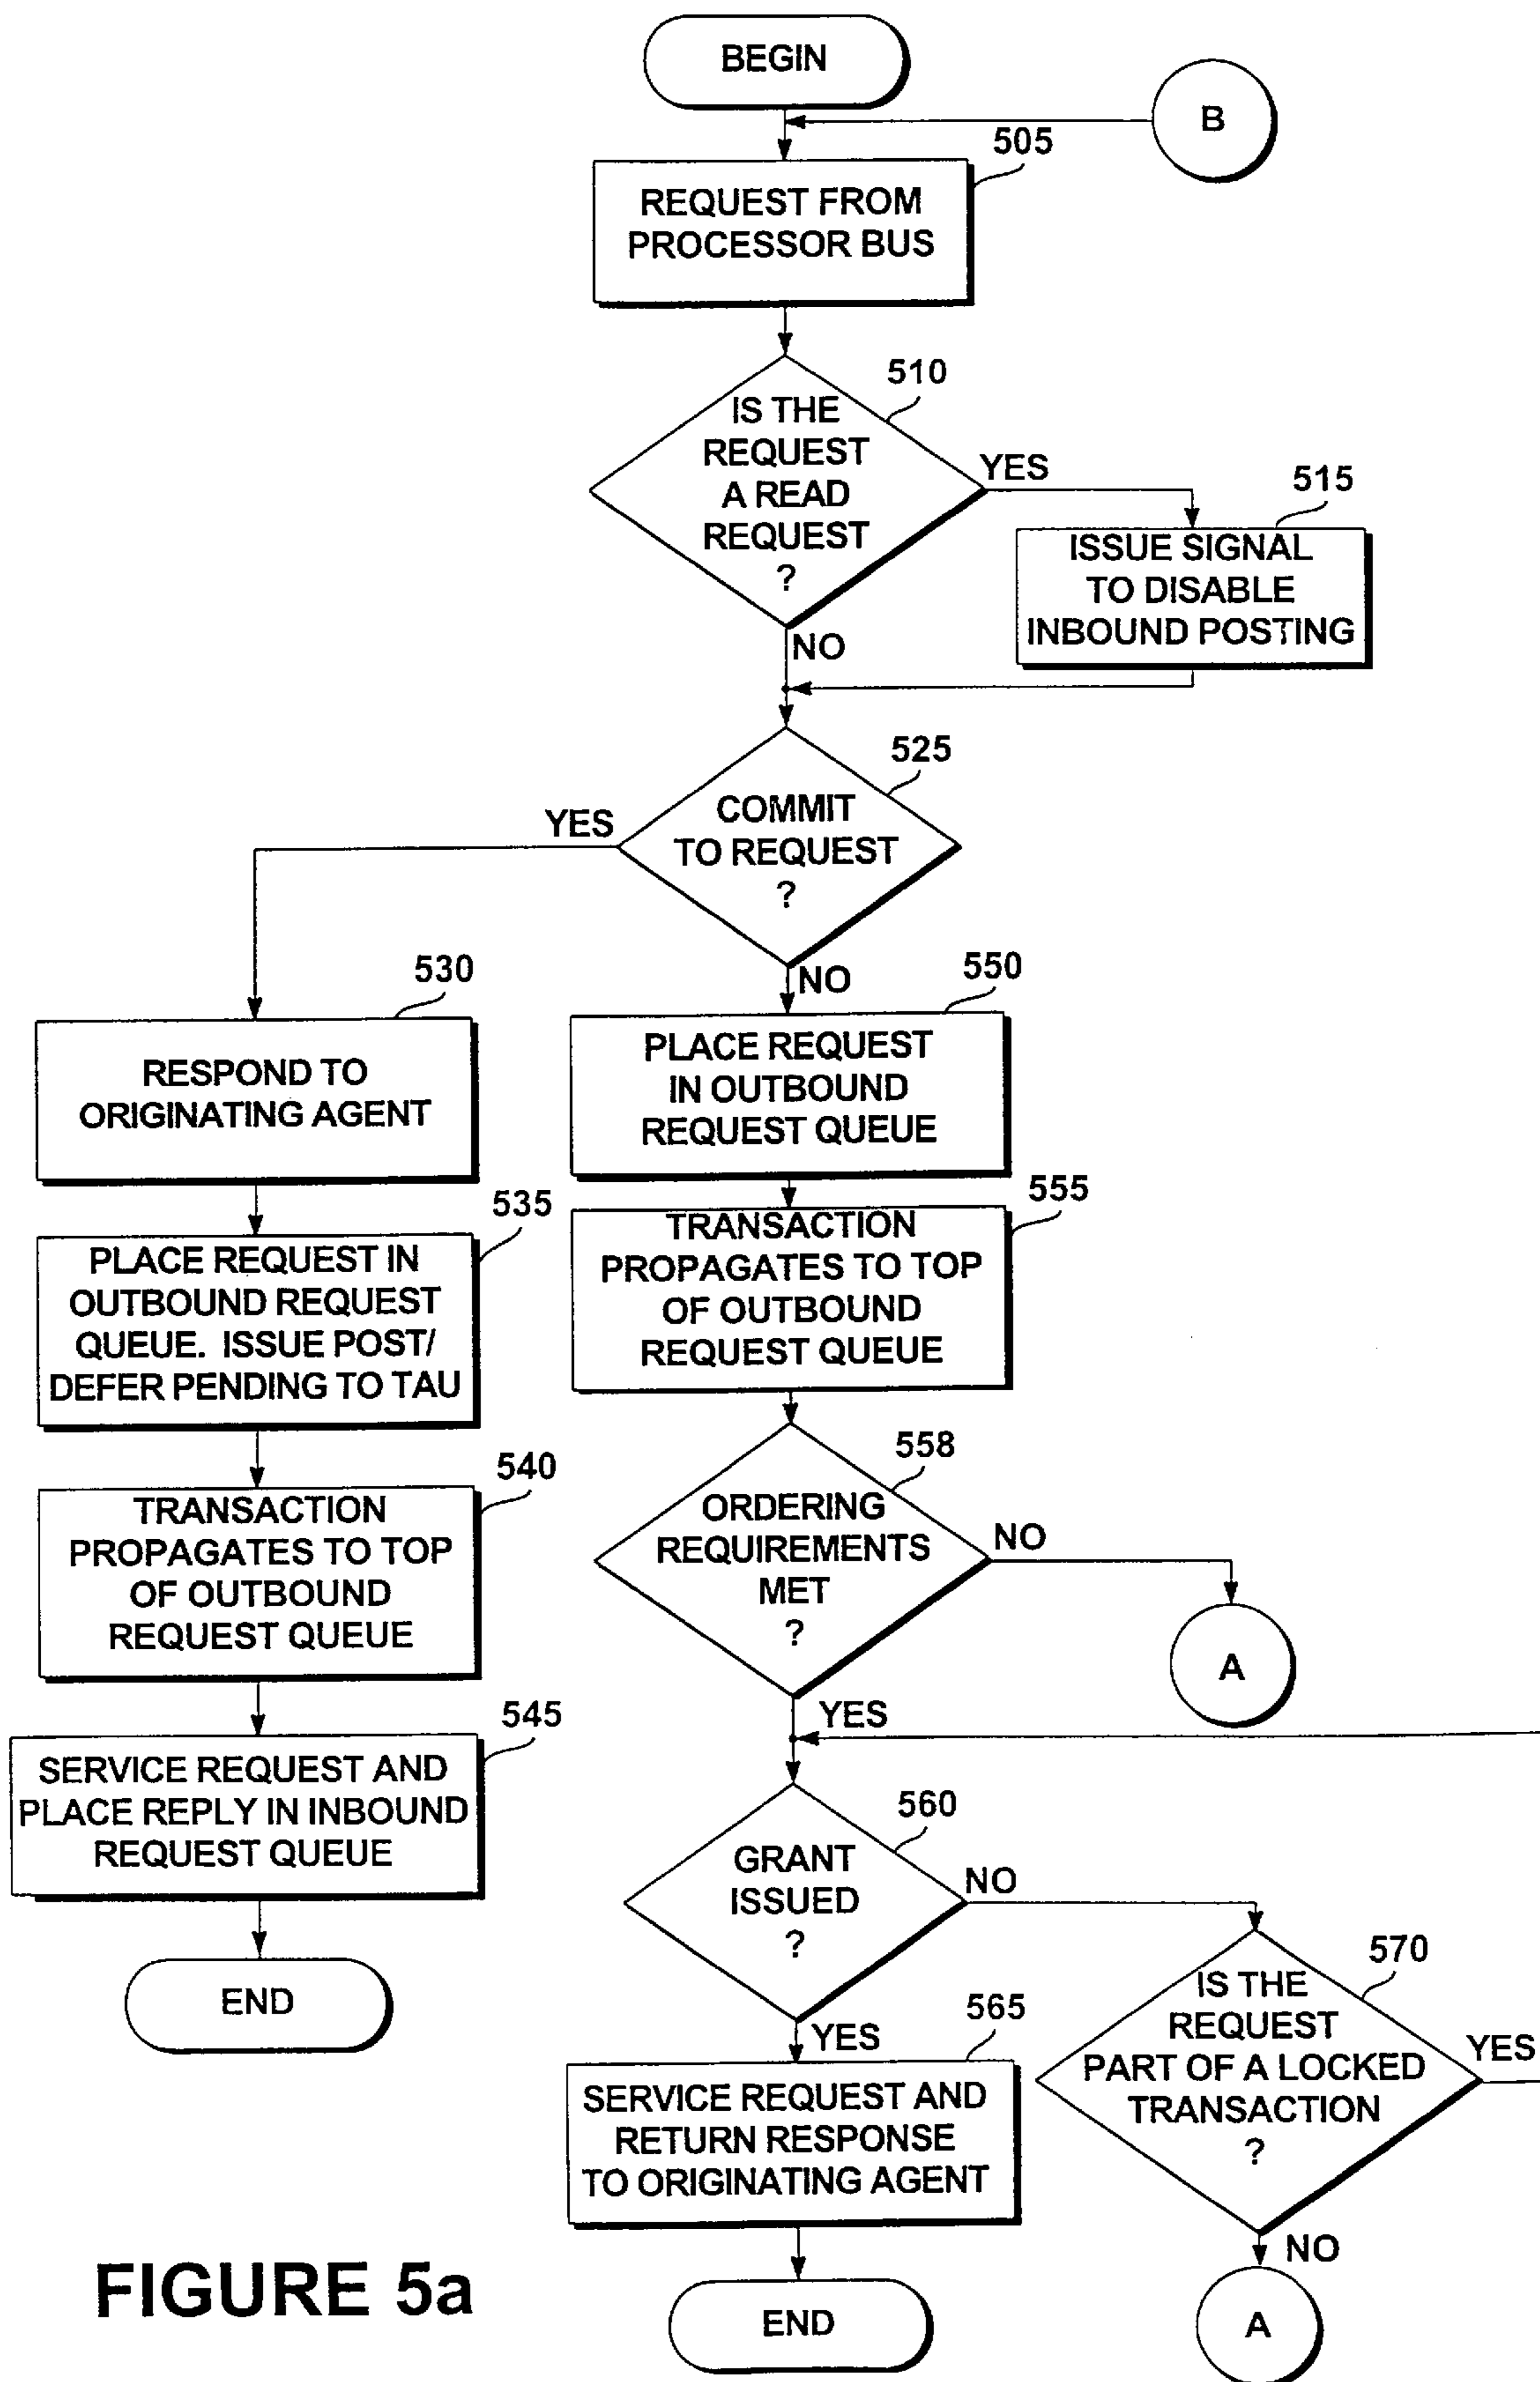 BEGIN
B
505
REQUEST FROM
PROCESSOR BUS
510
IS THE
REQUEST
A READ
REQUEST
?
YES
515
ISSUE SIGNAL
TO DISABLE
INBOUND POSTING
NO
525
COMMIT
TO REQUEST
?
YES
NO
530
RESPOND TO
ORIGINATING AGENT
550
PLACE REQUEST
IN OUTBOUND
REQUEST QUEUE
535
PLACE REQUEST IN
OUTBOUND REQUEST
QUEUE. ISSUE POST/
DEFER PENDING TO TAU
555
TRANSACTION
PROPAGATES TO TOP
OF OUTBOUND
REQUEST QUEUE
540
TRANSACTION
PROPAGATES TO TOP
OF OUTBOUND
REQUEST QUEUE
558
ORDERING
REQUIREMENTS
MET
?
NO
A
YES
545
SERVICE REQUEST AND
PLACE REPLY IN INBOUND
REQUEST QUEUE
END
560
GRANT
ISSUED
?
NO
570
IS THE
REQUEST
PART OF A LOCKED
TRANSACTION
?
YES
YES
565
SERVICE REQUEST AND
RETURN RESPONSE
TO ORIGINATING AGENT
END
NO
A
FIGURE 5a